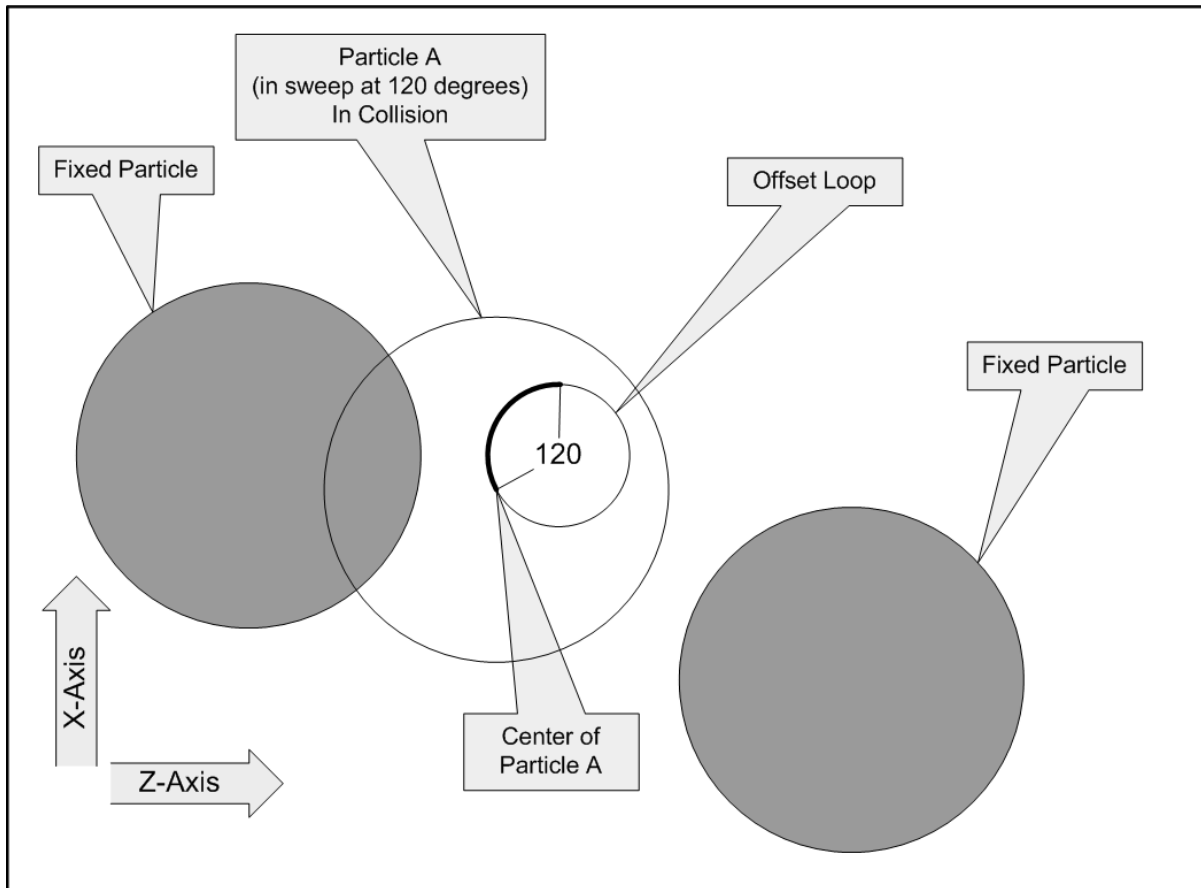 Particle A
(in sweep at 120 degrees)
In Collision
Fixed Particle
Offset Loop
Fixed Particle
120
X-Axis
Z-Axis
Center of
Particle A